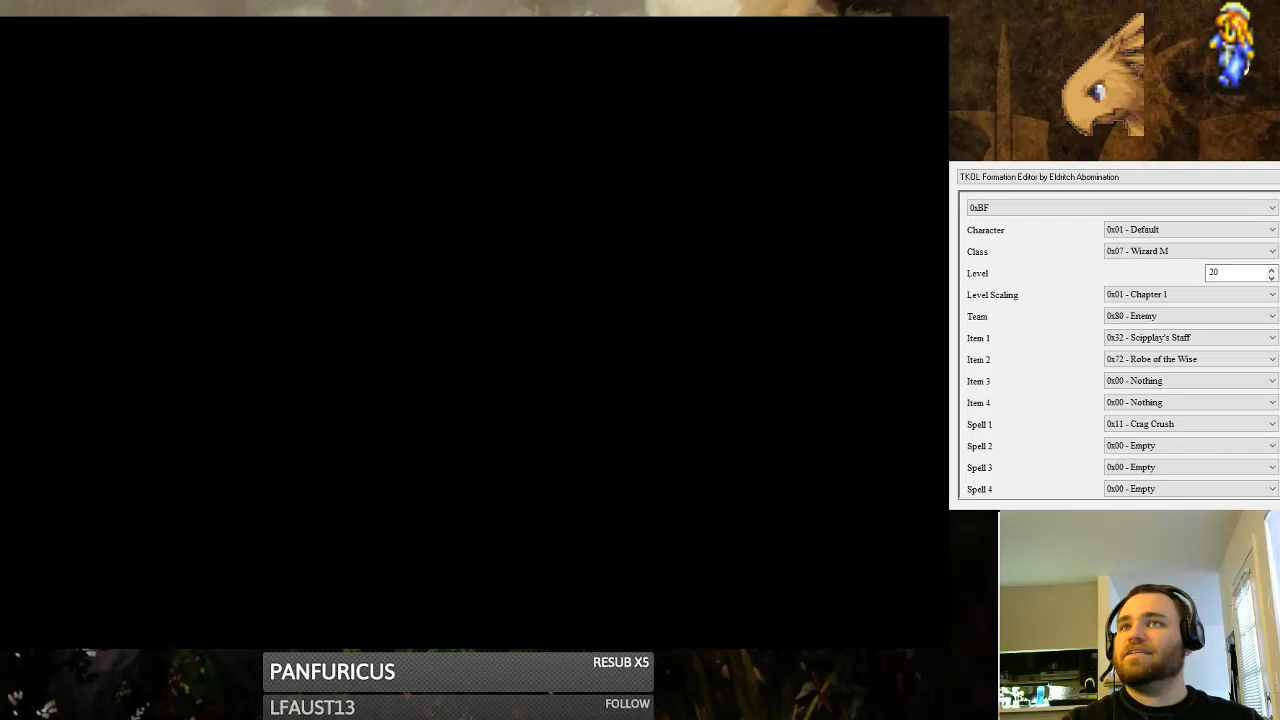 TKOL Formation Editor by Eldritch Abomination
0xBF
Character 0x01 - Default
Class 0x07 - Wizard M
Level 20
Level Scaling 0x01 - Chapter 1
Team 0x80 - Enemy
Item 1 0x32 - Scipplay's Staff
Item 2 0x72 - Robe of the Wise
Item 3 0x00 - Nothing
Item 4 0x00 - Nothing
Spell 1 0x11 - Crag Crush
Spell 2 0x00 - Empty
Spell 3 0x00 - Empty
Spell 4 0x00 - Empty
PANFURICUS RESUB X5
LFAUST13 FOLLOW